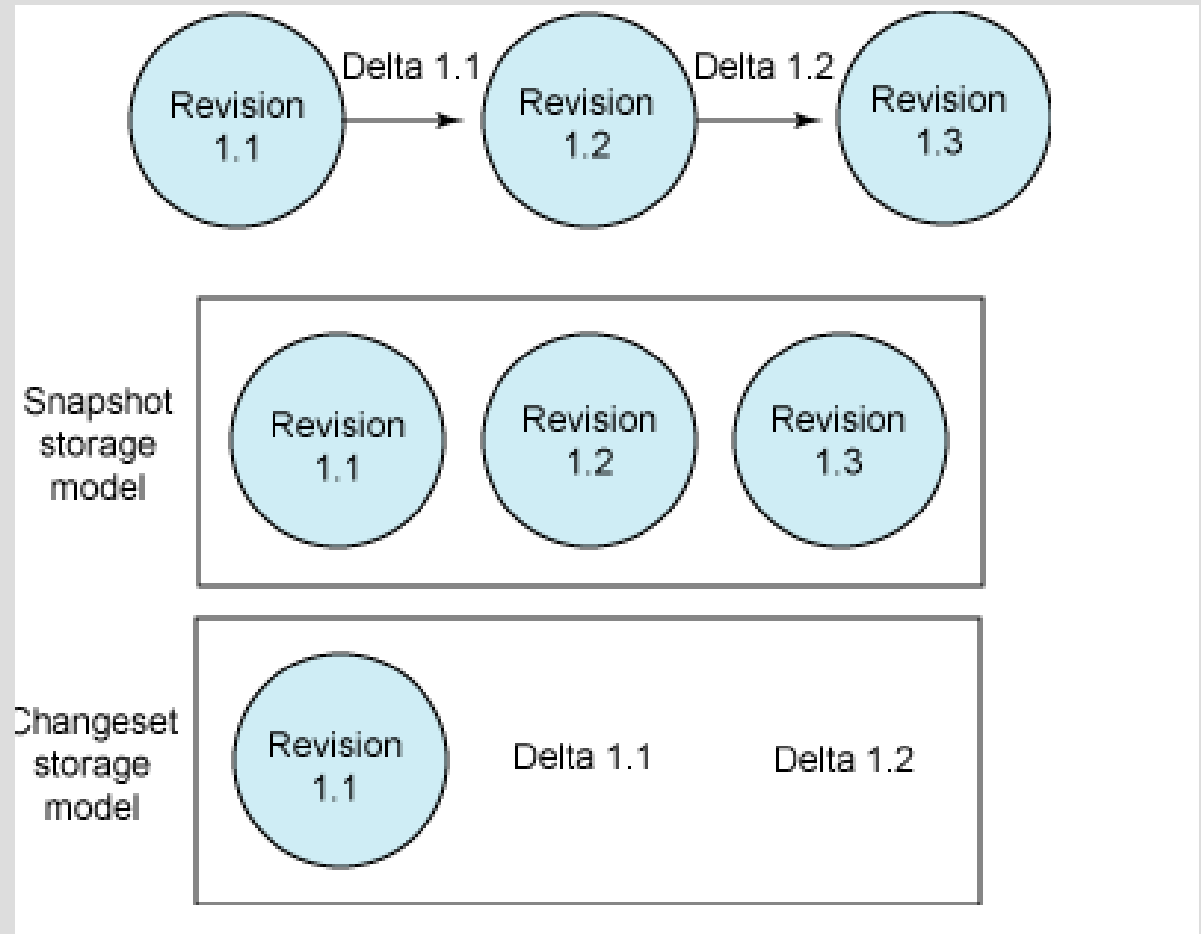 Delta 1.1
Delta 1.2
Revision
1.1
Revision
1.2
Revision
1.3
Snapshot
storage
model
Revision
1.1
Revision
1.2
Revision
1.3
Changeset
storage
model
Revision
1.1
Delta 1.1
Delta 1.2